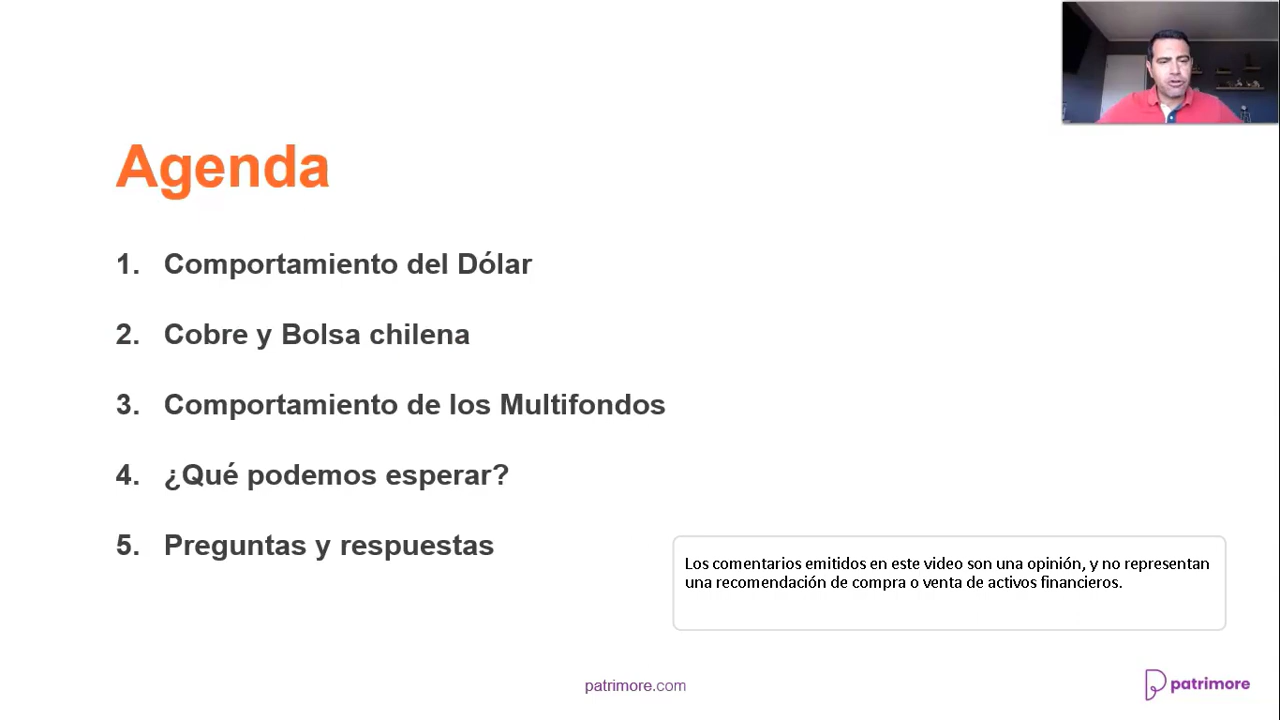 Agenda
1. Comportamiento del Dólar
2. Cobre y Bolsa chilena
3. Comportamiento de los Multifondos
4. ¿Qué podemos esperar?
5. Preguntas y respuestas
Los comentarios emitidos en este video son una opinión, y no representan
una recomendación de compra o venta de activos financieros.
patrimore.com
patrimore